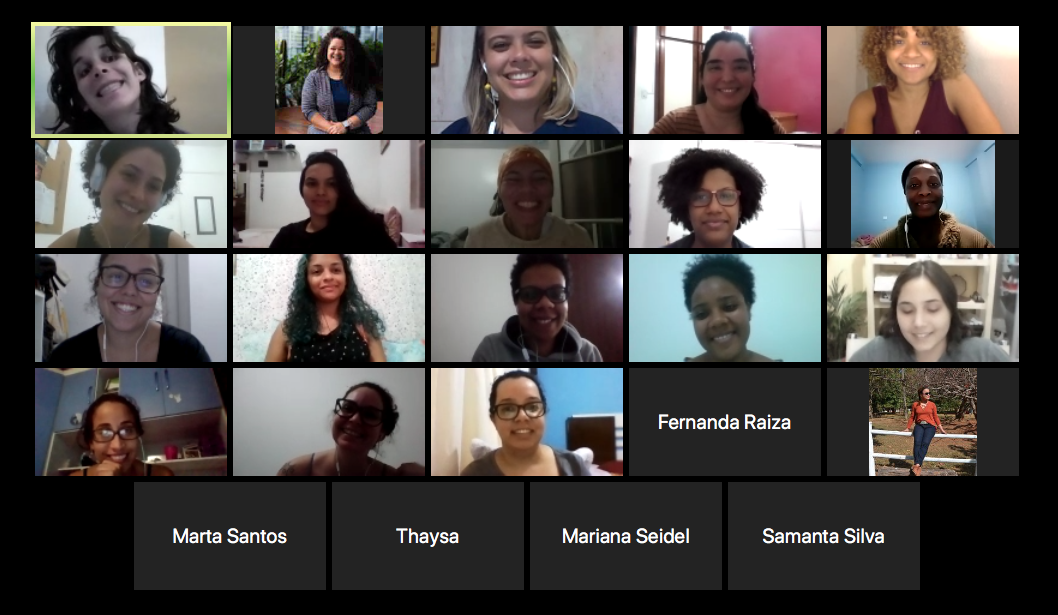 Fernanda Raiza
Marta Santos
Thaysa
Mariana Seidel
Samanta Silva